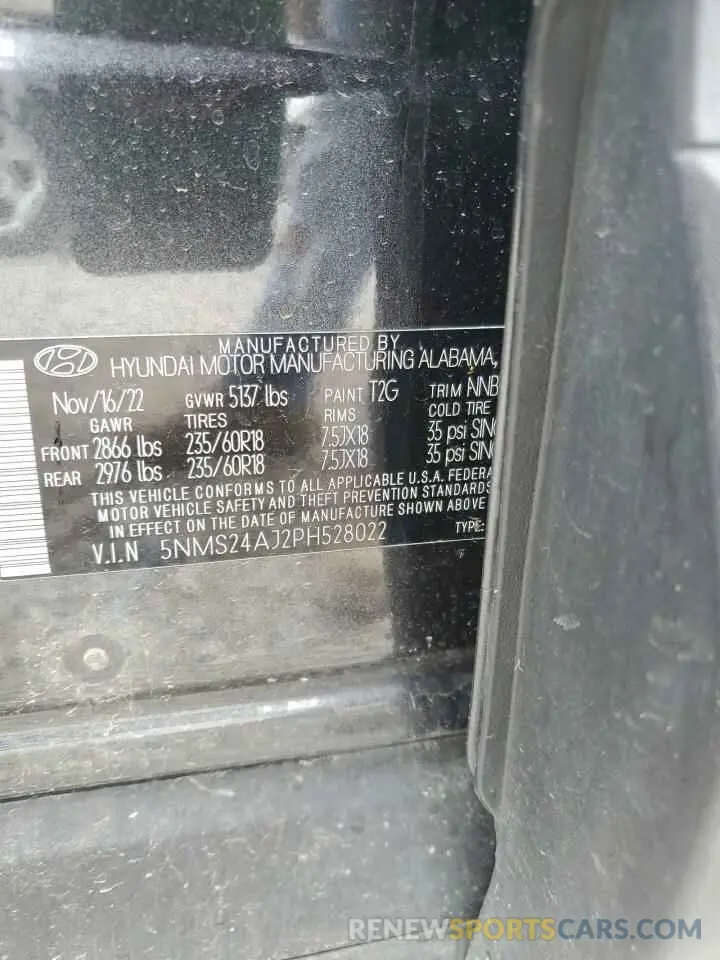 MANUFACTURED BY
HYUNDAI MOTOR MANUFACTURING ALABAMA,
Nov/16/22 GVWR 5137 lbs PAINT T2G TRIM NNB
GAWR TIRES RIMS COLD TIRE
FRONT 2866 lbs 235/60R18 7.5JX18 35 psi SING
REAR 2976 lbs 235/60R18 7.5JX18 35 psi SING
THIS VEHICLE CONFORMS TO ALL APPLICABLE U.S.A. FEDERA
MOTOR VEHICLE SAFETY AND THEFT PREVENTION STANDARDS
IN EFFECT ON THE DATE OF MANUFACTURE SHOWN ABOVE
V.I.N 5NMS24AJ2PH528022 TYPE:
RENEWSPORTSCARS.COM